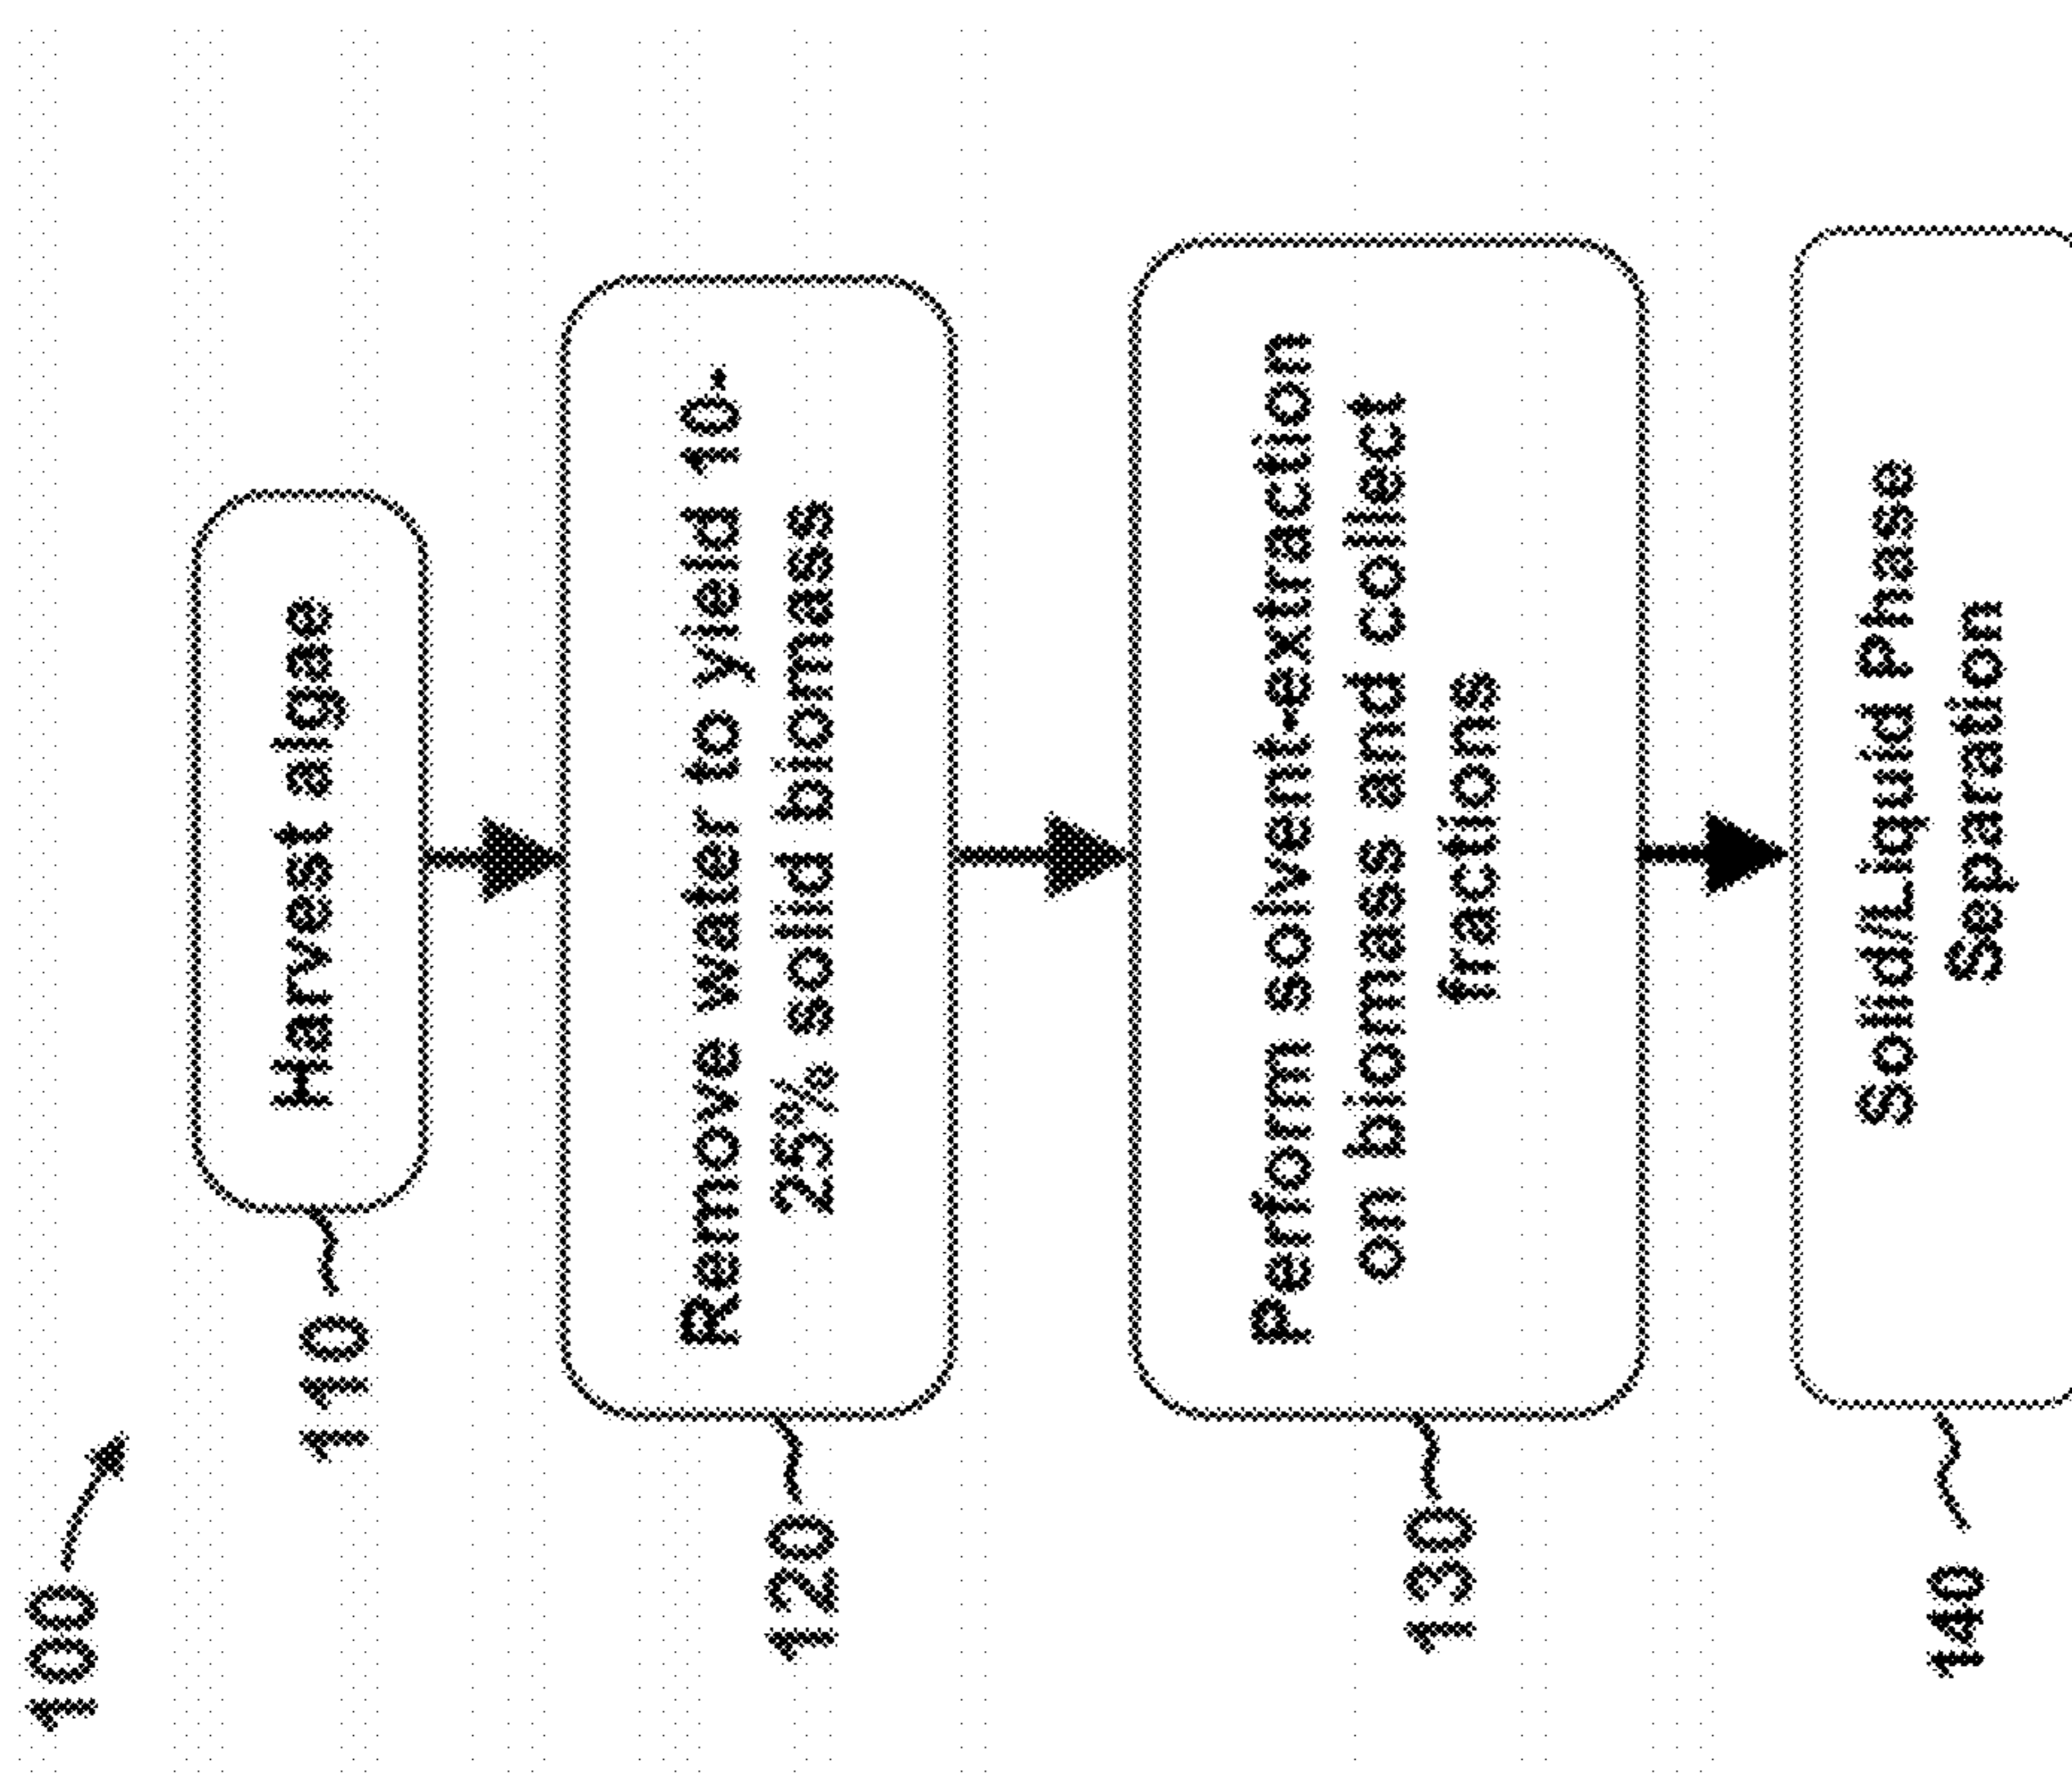 100
110
Harvest algae
120
Remove water to yield 10-
25% solid biomass
130
Perform solvent-extraction
on biomass and collect
fractions
140
Solid/Liquid Phase
Separation